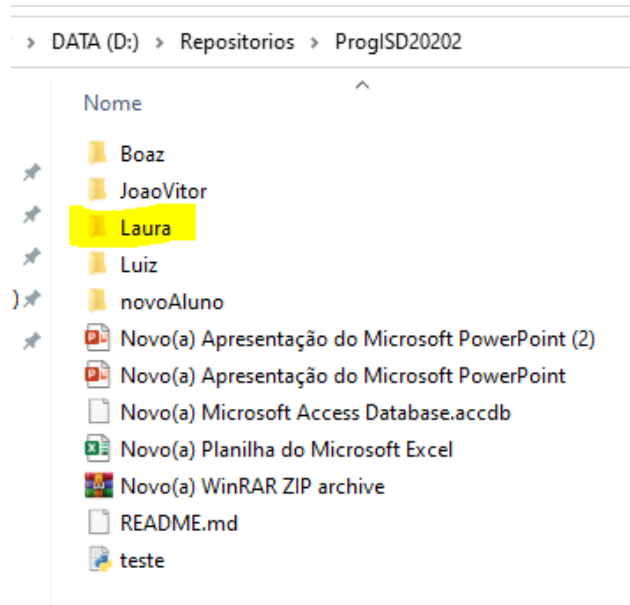 > DATA (D:) > Repositorios > ProgISD20202
Nome
Boaz
JoaoVitor
Laura
Luiz
novoAluno
Novo(a) Apresentação do Microsoft PowerPoint (2)
Novo(a) Apresentação do Microsoft PowerPoint
Novo(a) Microsoft Access Database.accdb
Novo(a) Planilha do Microsoft Excel
Novo(a) WinRAR ZIP archive
README.md
teste